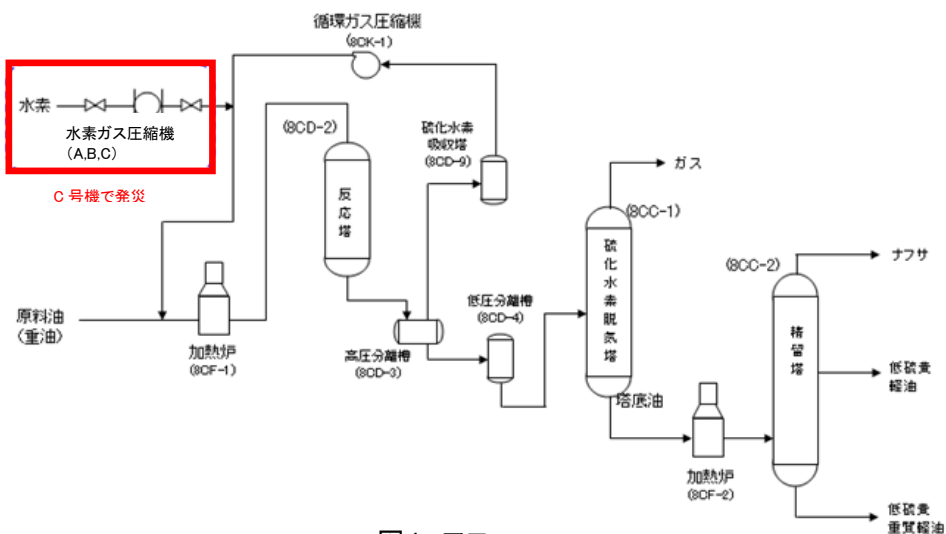 循環ガス圧縮機
(8CK-1)
水素
水素ガス圧縮機
(A,B,C)
C 号機で発災
(8CD-2)
反応塔
硫化水素
吸収塔
(8CD-9)
ガス
(8CC-1)
硫化水素脱気塔
(8CC-2)
ナフサ
精留塔
原料油
(重油)
加熱炉
(8CF-1)
高圧分離槽
(8CD-3)
低圧分離槽
(8CD-4)
低硫黄
軽油
塔底油
加熱炉
(8CF-2)
低硫黄
重質軽油